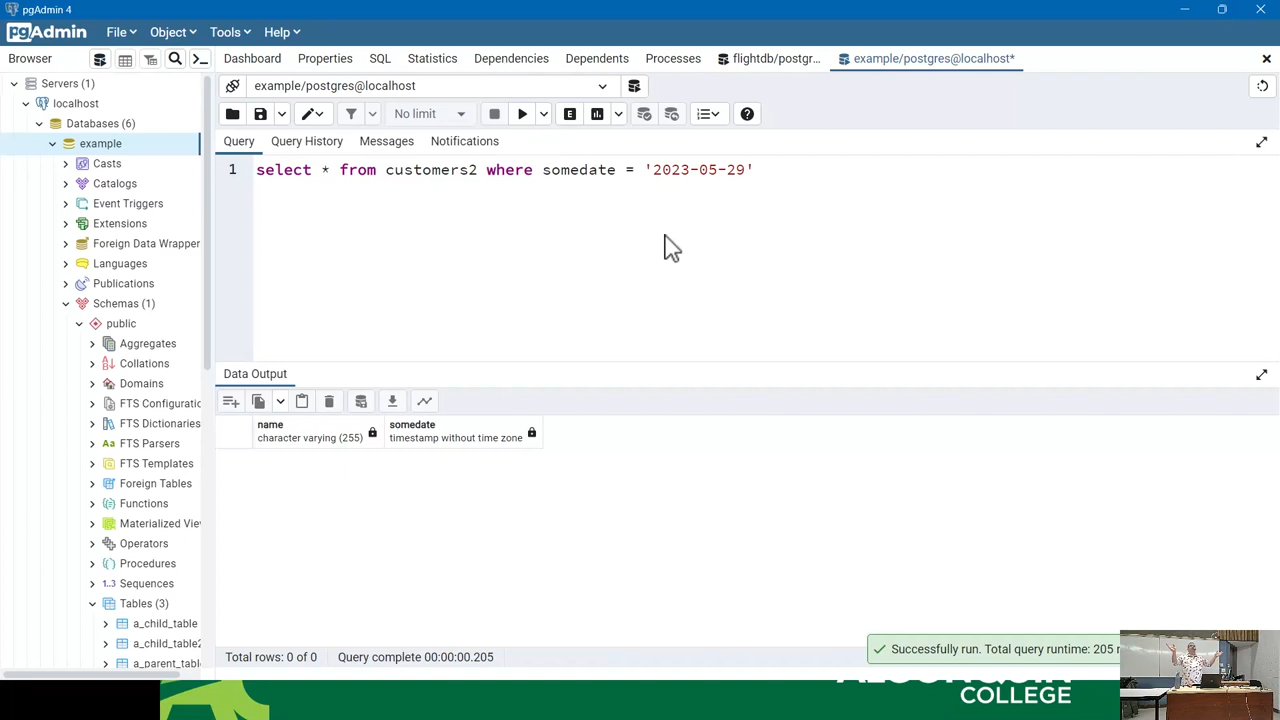 pgAdmin 4
pgAdmin File Object Tools Help
Browser Dashboard Properties SQL Statistics Dependencies Dependents Processes flightdb/postgr... example/postgres@localhost*
Servers (1)
localhost
Databases (6)
example
Casts
Catalogs
Event Triggers
Extensions
Foreign Data Wrapper
Languages
Publications
Schemas (1)
public
Aggregates
Collations
Domains
FTS Configuratio
FTS Dictionaries
FTS Parsers
FTS Templates
Foreign Tables
Functions
Materialized Vie
Operators
Procedures
Sequences
Tables (3)
a_child_table
a_child_table2
a_parent_table
example/postgres@localhost
No limit
Query Query History Messages Notifications
1 select * from customers2 where somedate = '2023-05-29'
Data Output
name
character varying (255)
somedate
timestamp without time zone
Total rows: 0 of 0 Query complete 00:00:00.205
Successfully run. Total query runtime: 205
ALGONQUIN
COLLEGE